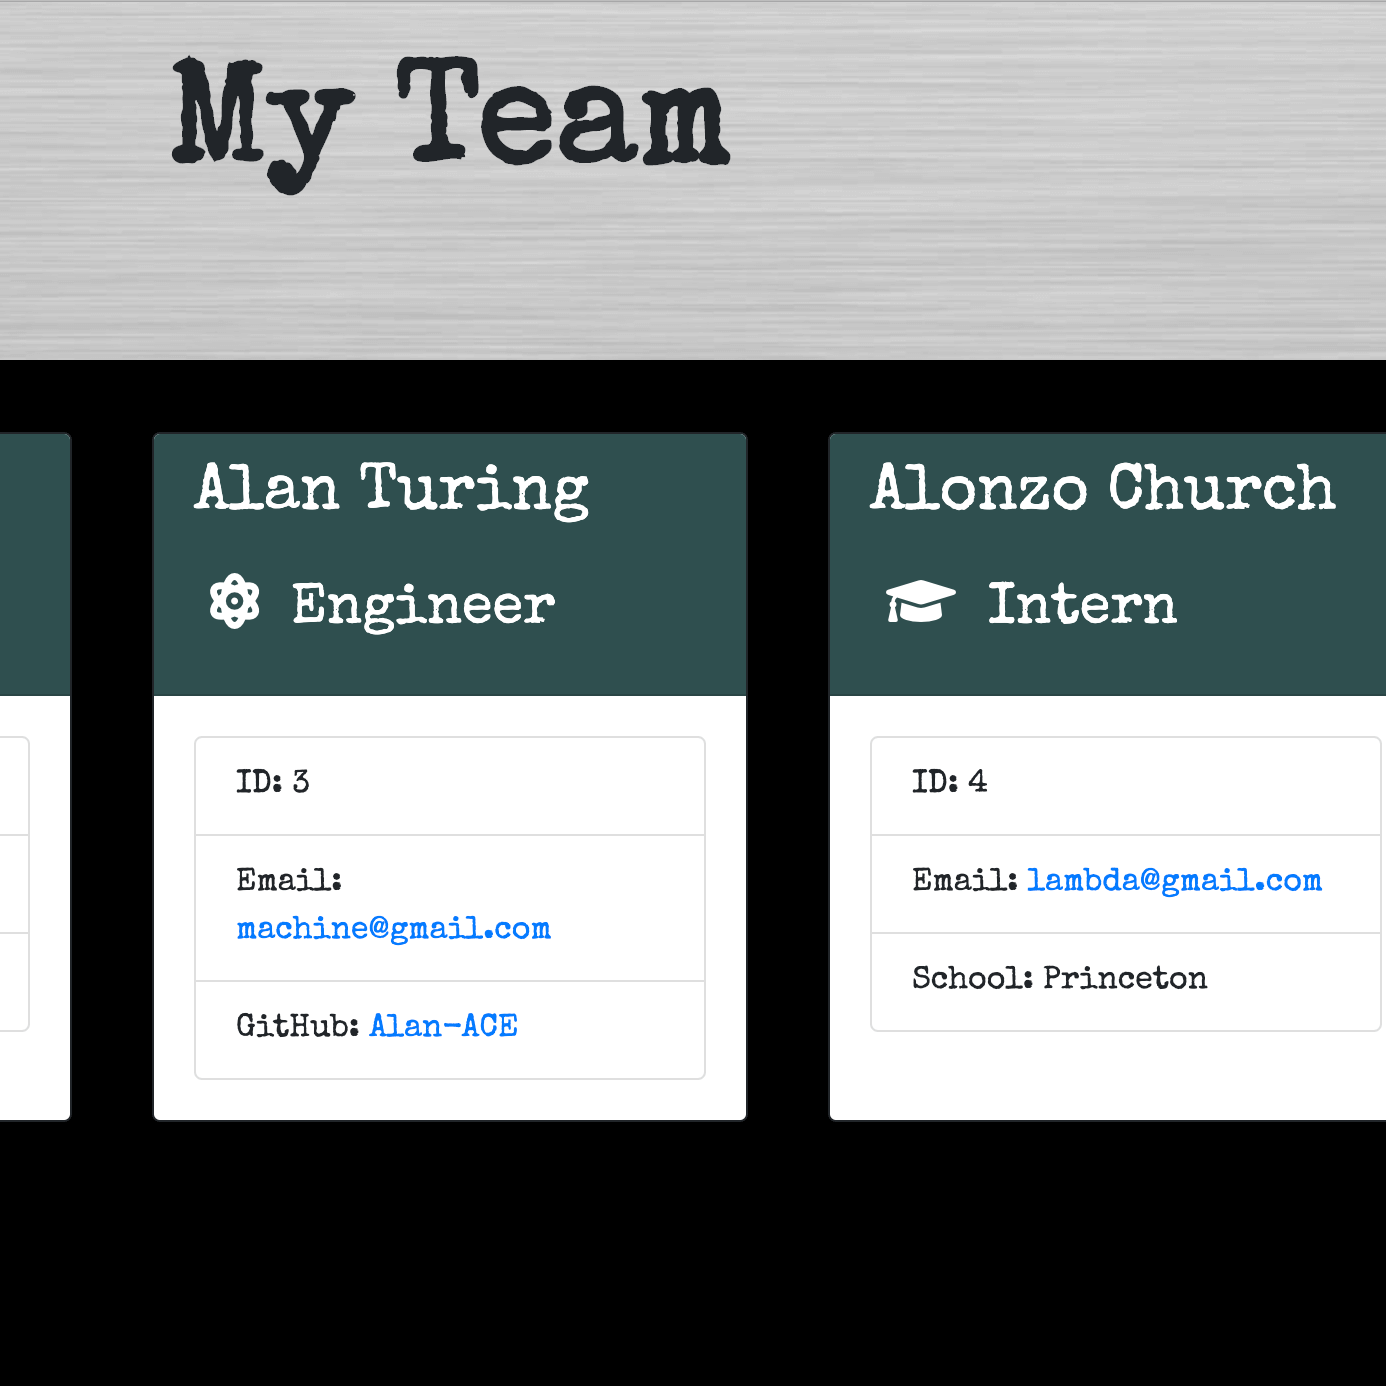 My Team
Alan Turing
Engineer
ID: 3
Email:
machine@gmail.com
GitHub: Alan-ACE
Alonzo Church
Intern
ID: 4
Email: lambda@gmail.com
School: Princeton